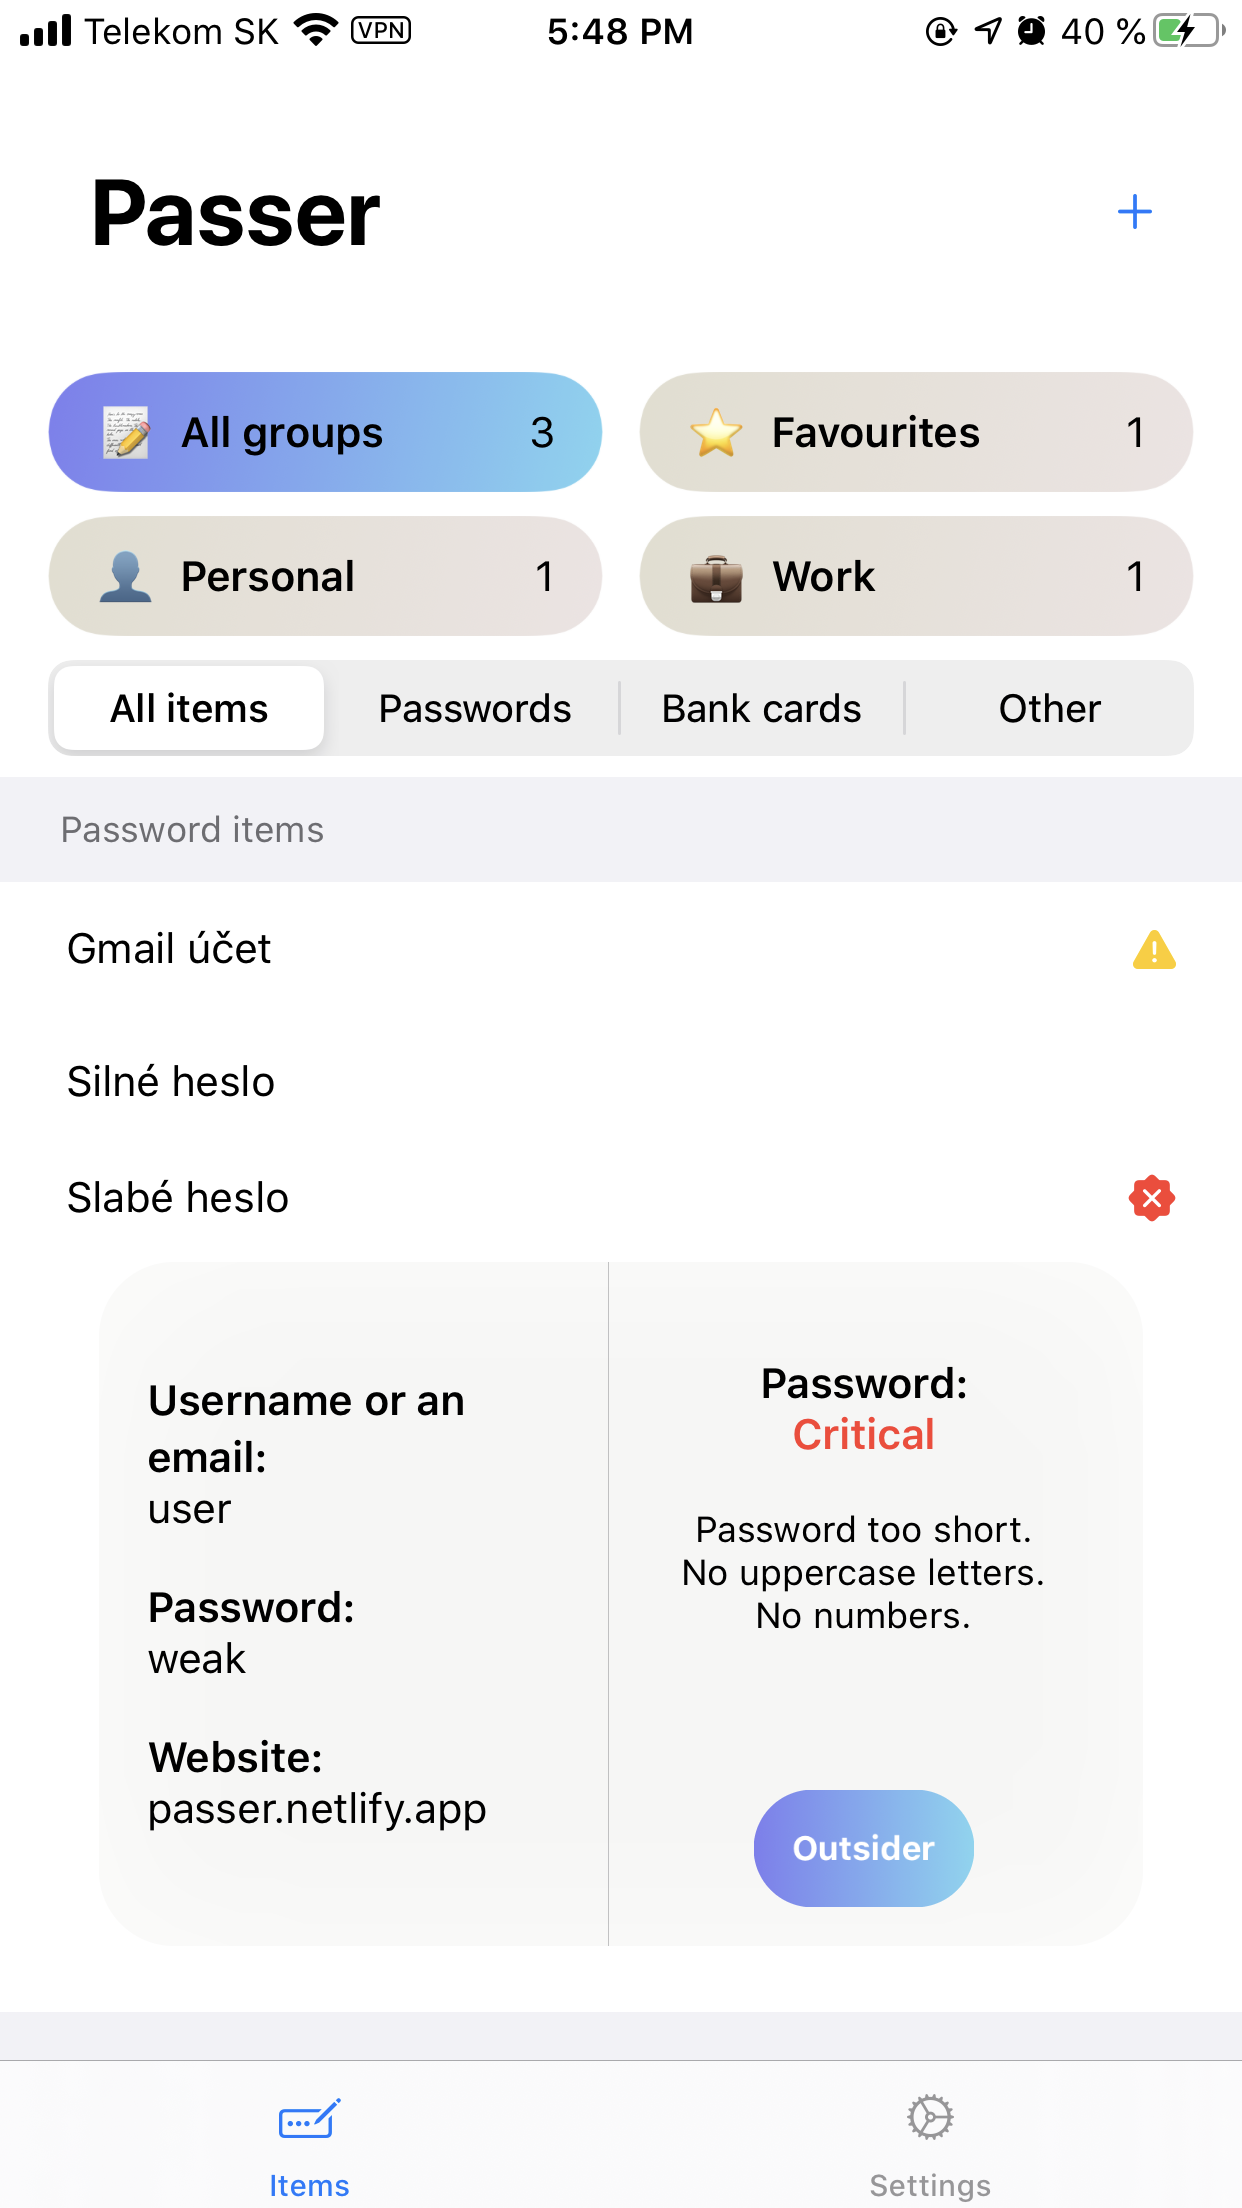 Telekom SK VPN 5:48 PM 40 %
Passer
All groups 3
Favourites 1
Personal 1
Work 1
All items Passwords Bank cards Other
Password items
Gmail účet
Silné heslo
Slabé heslo
Username or an
email:
user
Password:
weak
Website:
passer.netlify.app
Password:
Critical
Password too short.
No uppercase letters.
No numbers.
Outsider
Items
Settings